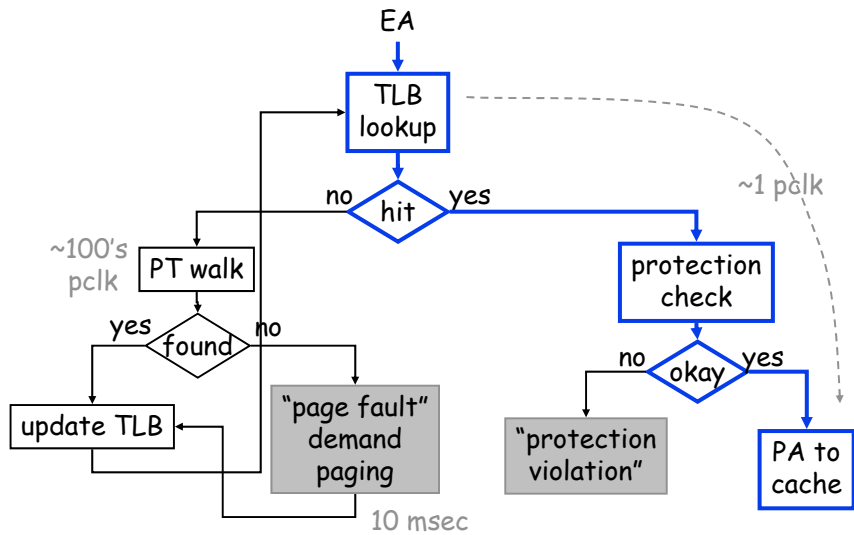 EA
TLB
lookup
~1 pclk
no
hit
yes
~100's
pclk
PT walk
protection
check
yes
found
no
no
okay
yes
update TLB
“page fault”
demand
paging
“protection
violation”
PA to
cache
10 msec